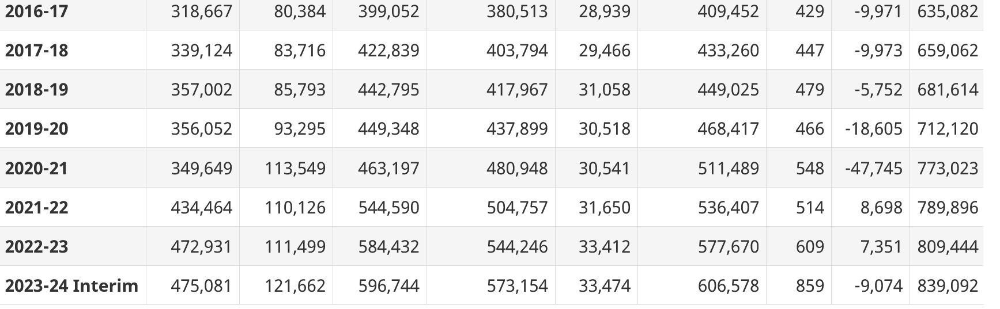 2016-17 318,667 80,384 399,052 380,513 28,939 409,452 429 -9,971 635,082
2017-18 339,124 83,716 422,839 403,794 29,466 433,260 447 -9,973 659,062
2018-19 357,002 85,793 442,795 417,967 31,058 449,025 479 -5,752 681,614
2019-20 356,052 93,295 449,348 437,899 30,518 468,417 466 -18,605 712,120
2020-21 349,649 113,549 463,197 480,948 30,541 511,489 548 -47,745 773,023
2021-22 434,464 110,126 544,590 504,757 31,650 536,407 514 8,698 789,896
2022-23 472,931 111,499 584,432 544,246 33,412 577,670 609 7,351 809,444
2023-24 Interim 475,081 121,662 596,744 573,154 33,474 606,578 859 -9,074 839,092